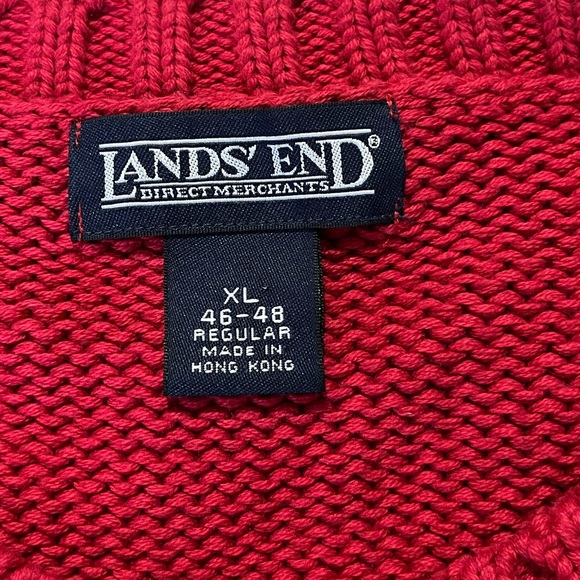 LANDS' END®
DIRECT MERCHANTS
XL
46-48
REGULAR
MADE IN
HONG KONG